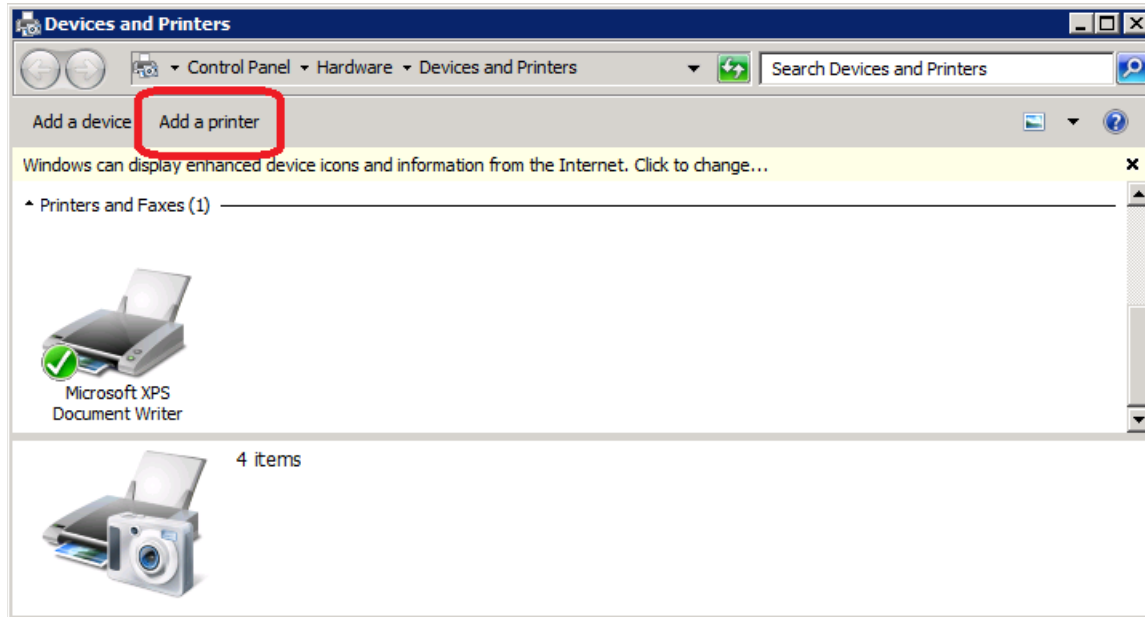 Devices and Printers
Control Panel Hardware Devices and Printers Search Devices and Printers
Add a device Add a printer
Windows can display enhanced device icons and information from the Internet. Click to change...
Printers and Faxes (1)
Microsoft XPS
Document Writer
4 items